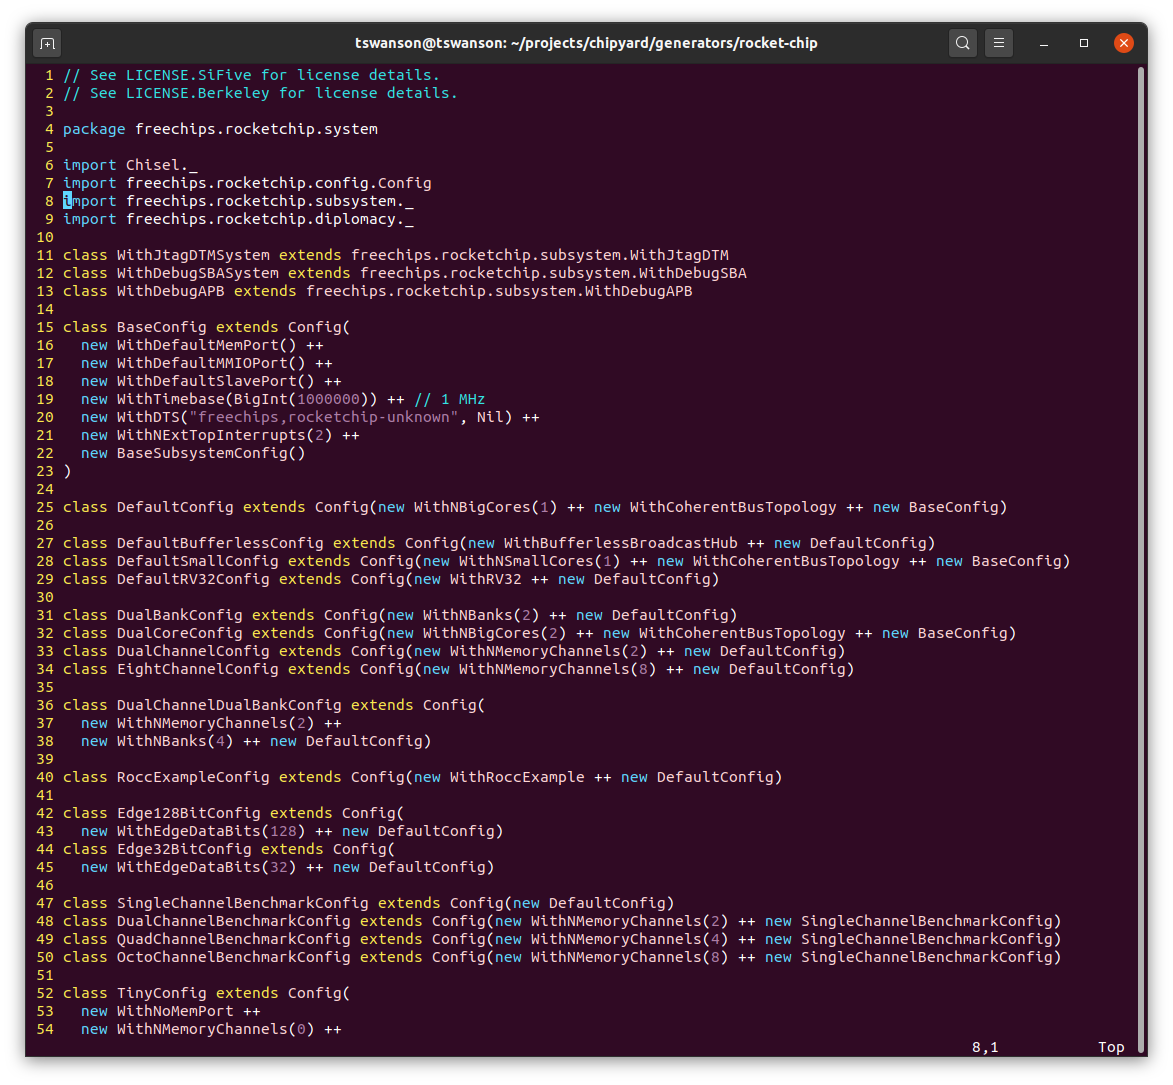 tswanson@tswanson: ~/projects/chipyard/generators/rocket-chip
1 // See LICENSE.SiFive for license details.
2 // See LICENSE.Berkeley for license details.
3
4 package freechips.rocketchip.system
5
6 import Chisel._
7 import freechips.rocketchip.config.Config
8 import freechips.rocketchip.subsystem._
9 import freechips.rocketchip.diplomacy._
10
11 class WithJtagDTMSystem extends freechips.rocketchip.subsystem.WithJtagDTM
12 class WithDebugSBASystem extends freechips.rocketchip.subsystem.WithDebugSBA
13 class WithDebugAPB extends freechips.rocketchip.subsystem.WithDebugAPB
14
15 class BaseConfig extends Config(
16   new WithDefaultMemPort() ++
17   new WithDefaultMMIOPort() ++
18   new WithDefaultSlavePort() ++
19   new WithTimebase(BigInt(1000000)) ++ // 1 MHz
20   new WithDTS("freechips,rocketchip-unknown", Nil) ++
21   new WithNExtTopInterrupts(2) ++
22   new BaseSubsystemConfig()
23 )
24
25 class DefaultConfig extends Config(new WithNBigCores(1) ++ new WithCoherentBusTopology ++ new BaseConfig)
26
27 class DefaultBufferlessConfig extends Config(new WithBufferlessBroadcastHub ++ new DefaultConfig)
28 class DefaultSmallConfig extends Config(new WithNSmallCores(1) ++ new WithCoherentBusTopology ++ new BaseConfig)
29 class DefaultRV32Config extends Config(new WithRV32 ++ new DefaultConfig)
30
31 class DualBankConfig extends Config(new WithNBanks(2) ++ new DefaultConfig)
32 class DualCoreConfig extends Config(new WithNBigCores(2) ++ new WithCoherentBusTopology ++ new BaseConfig)
33 class DualChannelConfig extends Config(new WithNMemoryChannels(2) ++ new DefaultConfig)
34 class EightChannelConfig extends Config(new WithNMemoryChannels(8) ++ new DefaultConfig)
35
36 class DualChannelDualBankConfig extends Config(
37   new WithNMemoryChannels(2) ++
38   new WithNBanks(4) ++ new DefaultConfig)
39
40 class RoccExampleConfig extends Config(new WithRoccExample ++ new DefaultConfig)
41
42 class Edge128BitConfig extends Config(
43   new WithEdgeDataBits(128) ++ new DefaultConfig)
44 class Edge32BitConfig extends Config(
45   new WithEdgeDataBits(32) ++ new DefaultConfig)
46
47 class SingleChannelBenchmarkConfig extends Config(new DefaultConfig)
48 class DualChannelBenchmarkConfig extends Config(new WithNMemoryChannels(2) ++ new SingleChannelBenchmarkConfig)
49 class QuadChannelBenchmarkConfig extends Config(new WithNMemoryChannels(4) ++ new SingleChannelBenchmarkConfig)
50 class OctoChannelBenchmarkConfig extends Config(new WithNMemoryChannels(8) ++ new SingleChannelBenchmarkConfig)
51
52 class TinyConfig extends Config(
53   new WithNoMemPort ++
54   new WithNMemoryChannels(0) ++
8,1 Top